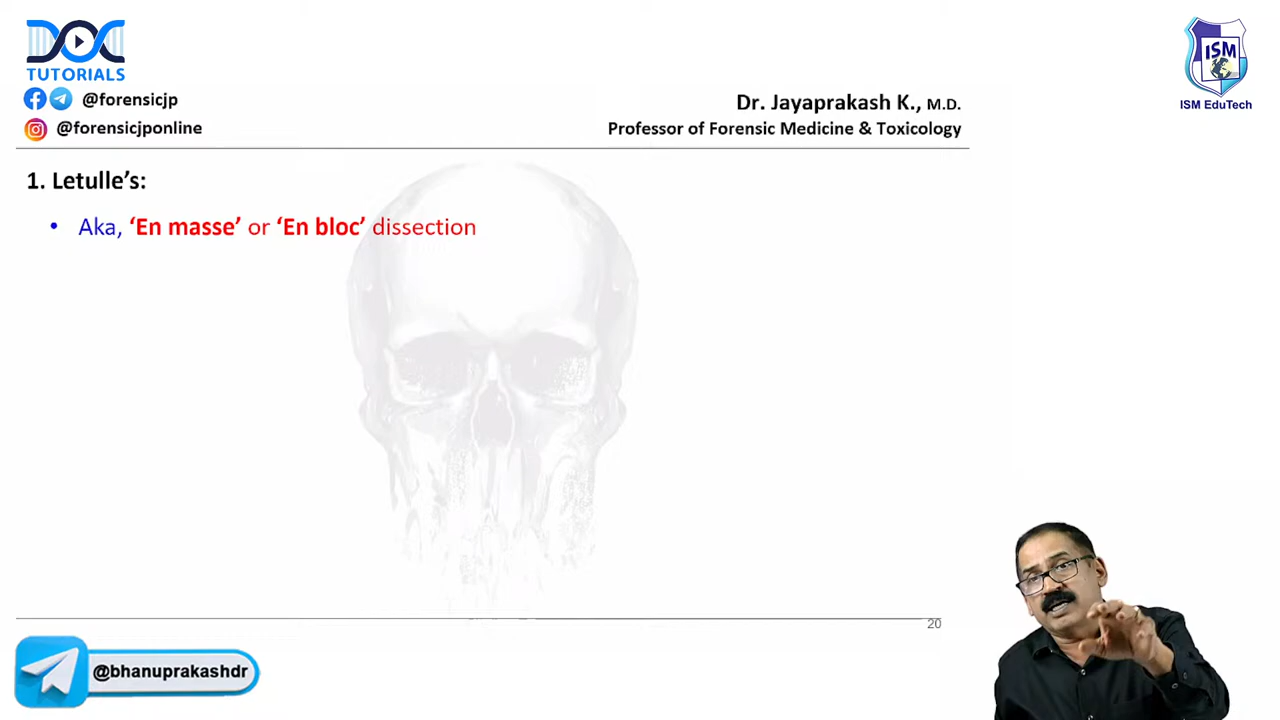 DOC
TUTORIALS
@forensicjp
@forensicjponline
ISM
ISM EduTech
Dr. Jayaprakash K., M.D.
Professor of Forensic Medicine & Toxicology
1. Letulle's:
• Aka, 'En masse' or 'En bloc' dissection
20
@bhanuprakashdr